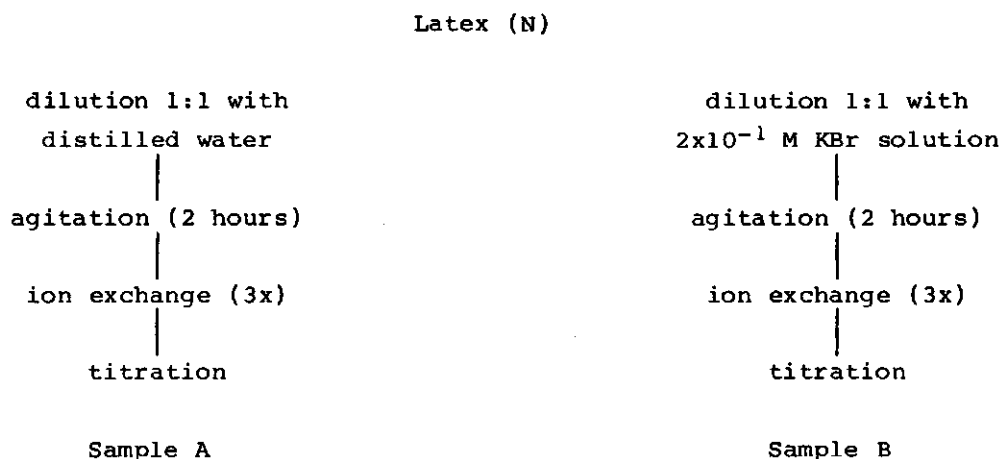 Latex (N)
dilution 1:1 with
distilled water
agitation (2 hours)
ion exchange (3x)
titration
Sample A
dilution 1:1 with
2x10⁻¹ M KBr solution
agitation (2 hours)
ion exchange (3x)
titration
Sample B